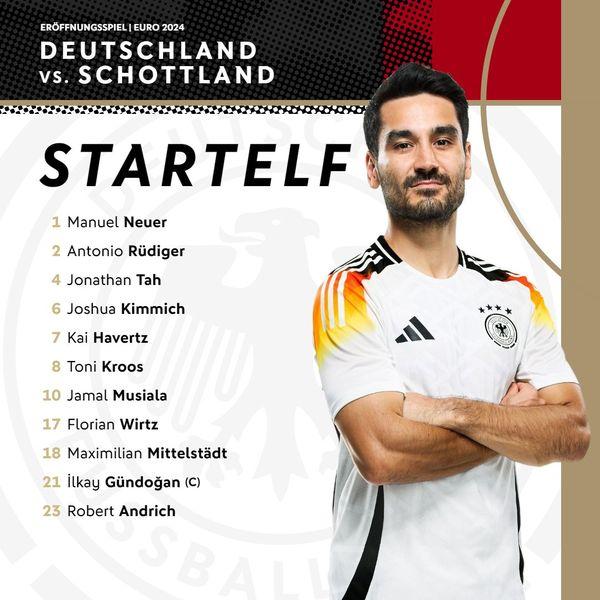 ERÖFFNUNGSSPIEL | EURO 2024
DEUTSCHLAND
VS. SCHOTTLAND
STARTELF
1 Manuel Neuer
2 Antonio Rüdiger
4 Jonathan Tah
6 Joshua Kimmich
7 Kai Havertz
8 Toni Kroos
10 Jamal Musiala
17 Florian Wirtz
18 Maximilian Mittelstädt
21 İlkay Gündoğan (C)
23 Robert Andrich